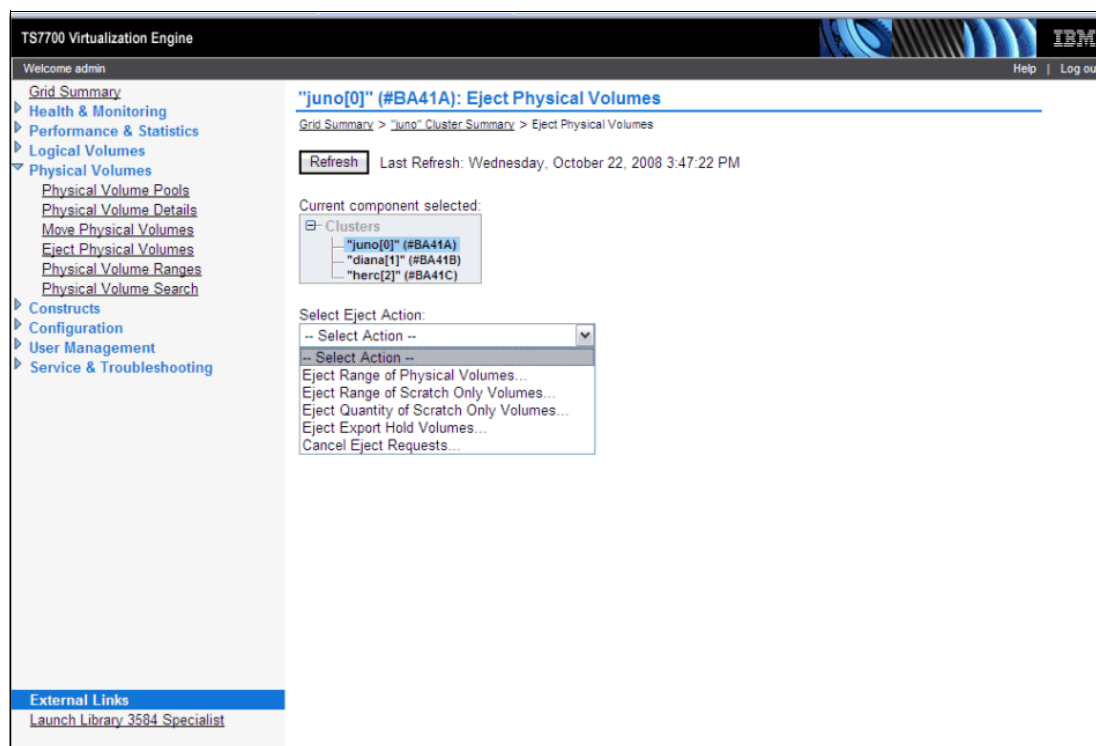 TS7700 Virtualization Engine
IBM
Welcome admin
Help | Log ou
Grid Summary
Health & Monitoring
Performance & Statistics
Logical Volumes
Physical Volumes
Physical Volume Pools
Physical Volume Details
Move Physical Volumes
Eject Physical Volumes
Physical Volume Ranges
Physical Volume Search
Constructs
Configuration
User Management
Service & Troubleshooting
External Links
Launch Library 3584 Specialist
"juno[0]" (#BA41A): Eject Physical Volumes
Grid Summary > "juno" Cluster Summary > Eject Physical Volumes
Refresh Last Refresh: Wednesday, October 22, 2008 3:47:22 PM
Current component selected:
Clusters
"juno[0]" (#BA41A)
"diana[1]" (#BA41B)
"herc[2]" (#BA41C)
Select Eject Action:
-- Select Action --
-- Select Action --
Eject Range of Physical Volumes...
Eject Range of Scratch Only Volumes...
Eject Quantity of Scratch Only Volumes...
Eject Export Hold Volumes...
Cancel Eject Requests...